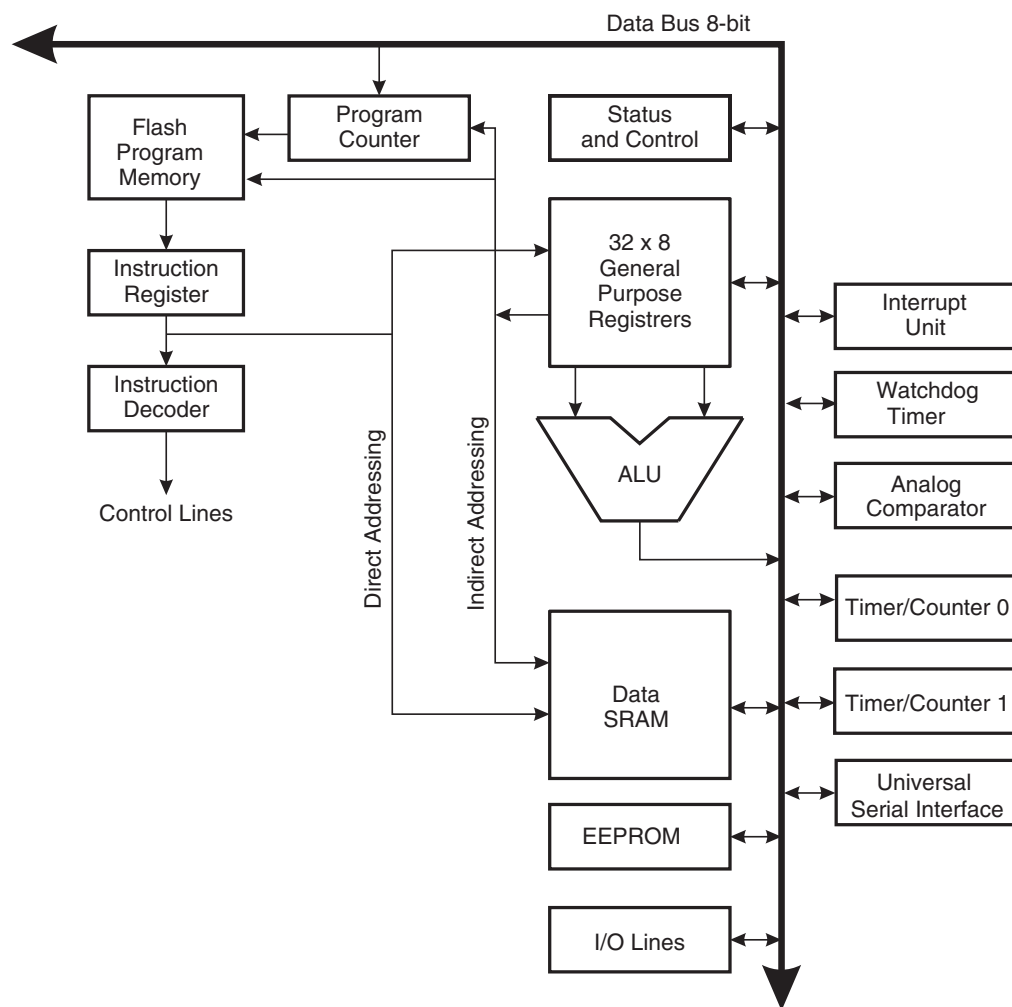 Data Bus 8-bit
Flash
Program
Memory
Program
Counter
Status
and Control
32 x 8
General
Purpose
Registrers
Instruction
Register
Instruction
Decoder
Control Lines
Direct Addressing
Indirect Addressing
ALU
Data
SRAM
EEPROM
I/O Lines
Interrupt
Unit
Watchdog
Timer
Analog
Comparator
Timer/Counter 0
Timer/Counter 1
Universal
Serial Interface